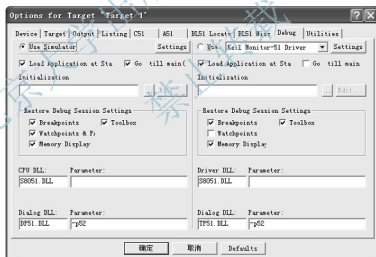 Options for Target 'Target 1'
Device Target Output Listing C51 A51 BL51 Locate BL51 Misc Debug Utilities
Use Simulator Settings
Use: Keil Monitor-51 Driver Settings
Load Application at Sta Go till main(
Load Application at Sta Go till main
Initialization
Initialization
Edit
Restore Debug Session Settings
Restore Debug Session Settings
Breakpoints Toolbox
Breakpoints Toolbox
Watchpoints & P
Watchpoints
Memory Display
Memory Display
CPU DLL: Parameter:
Driver DLL: Parameter:
S8051.DLL
S8051.DLL
Dialog DLL: Parameter:
Dialog DLL: Parameter:
DP51.DLL -p52
TP51.DLL -p52
确定 取消 Defaults
禁止